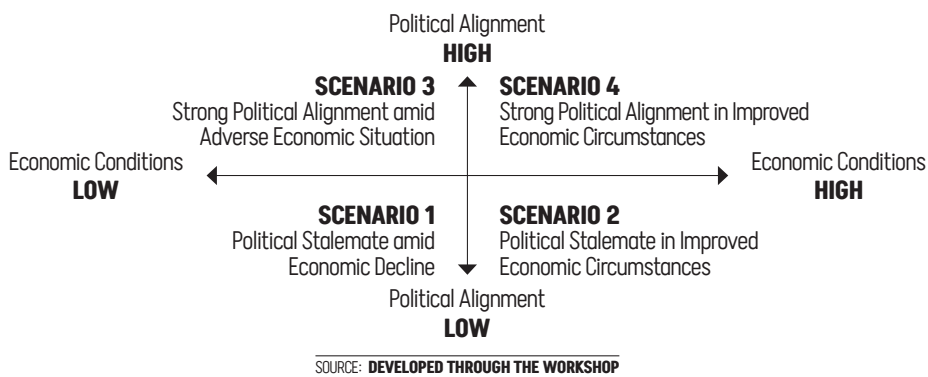 Political Alignment
HIGH
SCENARIO 3
Strong Political Alignment amid
Adverse Economic Situation
SCENARIO 4
Strong Political Alignment in Improved
Economic Circumstances
Economic Conditions
LOW
Economic Conditions
HIGH
SCENARIO 1
Political Stalemate amid
Economic Decline
SCENARIO 2
Political Stalemate in Improved
Economic Circumstances
Political Alignment
LOW
SOURCE: DEVELOPED THROUGH THE WORKSHOP